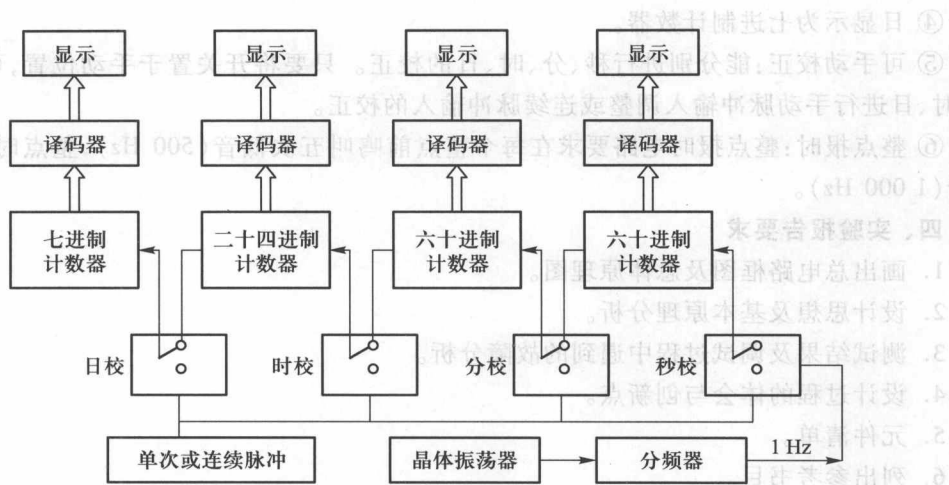 显示 显示 显示 显示
译码器 译码器 译码器 译码器
七进制 二十四进制 六十进制 六十进制
计数器 计数器 计数器 计数器
日校 时校 分校 秒校
单次或连续脉冲 晶体振荡器 分频器 1 Hz